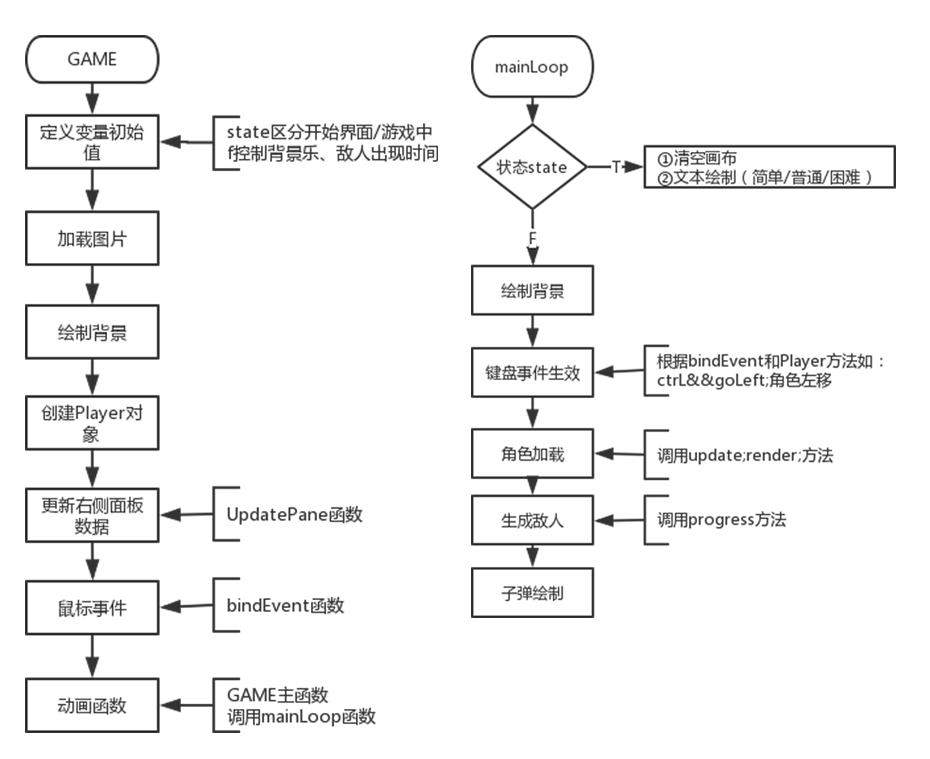 GAME
定义变量初始
值
state区分开始界面/游戏中
f控制背景乐、敌人出现时间
加载图片
绘制背景
创建Player对
象
更新右侧面板
数据
UpdatePane函数
鼠标事件
bindEvent函数
动画函数
GAME主函数
调用mainLoop函数
mainLoop
状态state
T
①清空画布
②文本绘制（简单/普通/困难）
F
绘制背景
键盘事件生效
根据bindEvent和Player方法如：
ctrL&&goLeft;角色左移
角色加载
调用update;render;方法
生成敌人
调用progress方法
子弹绘制